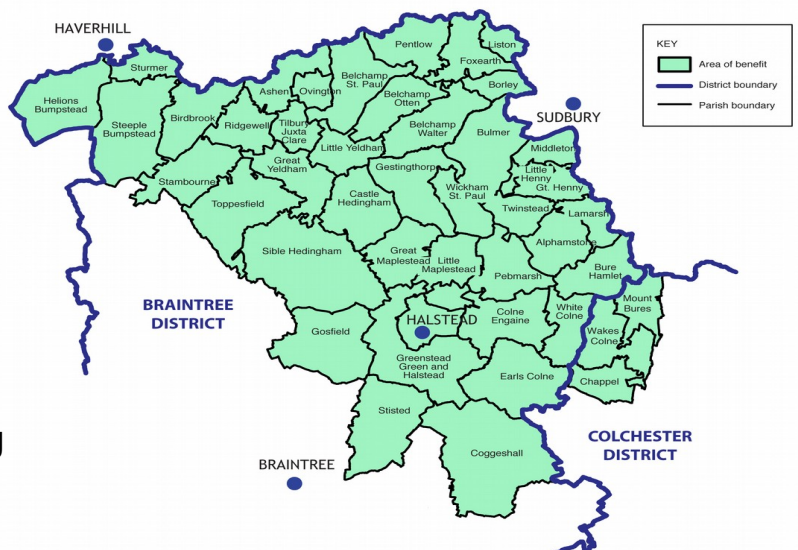 HAVERHILL
Pentlow
Liston
Foxearth
Sturmer
Belchamp
St. Paul
Borley
Ashen
Ovington
Belchamp
Otten
Helions
Bumpstead
Birdbrook
Steeple
Bumpstead
Ridgewell
Tilbury
Juxta
Clare
Belchamp
Walter
Bulmer
SUDBURY
Little Yeldham
Middleton
Great
Yeldham
Gestingthorpe
Little
Henny
Gt. Henny
Stambourne
Wickham
St. Paul
Toppesfield
Castle
Hedingham
Twinstead
Lamarsh
Alphamstone
Sible Hedingham
Great
Maplestead
Little
Maplestead
Pebmarsh
Bure
Hamlet
BRAINTREE
DISTRICT
Mount
Bures
HALSTEAD
Colne
Engaine
White
Colne
Gosfield
Wakes
Colne
Greenstead
Green and
Halstead
Earls Colne
Chappel
Stisted
COLCHESTER
DISTRICT
Coggeshall
BRAINTREE
KEY
Area of benefit
District boundary
Parish boundary